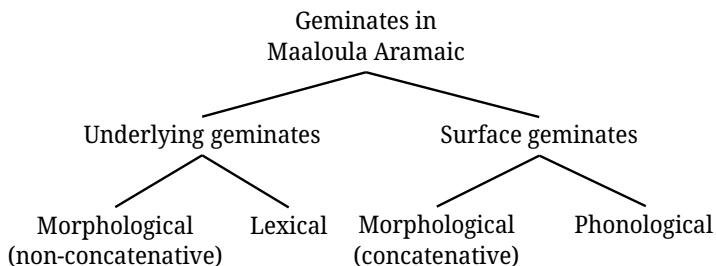 Geminates in
Maaloula Aramaic
Underlying geminates
Surface geminates
Morphological
(non-concatenative)
Lexical
Morphological
(concatenative)
Phonological